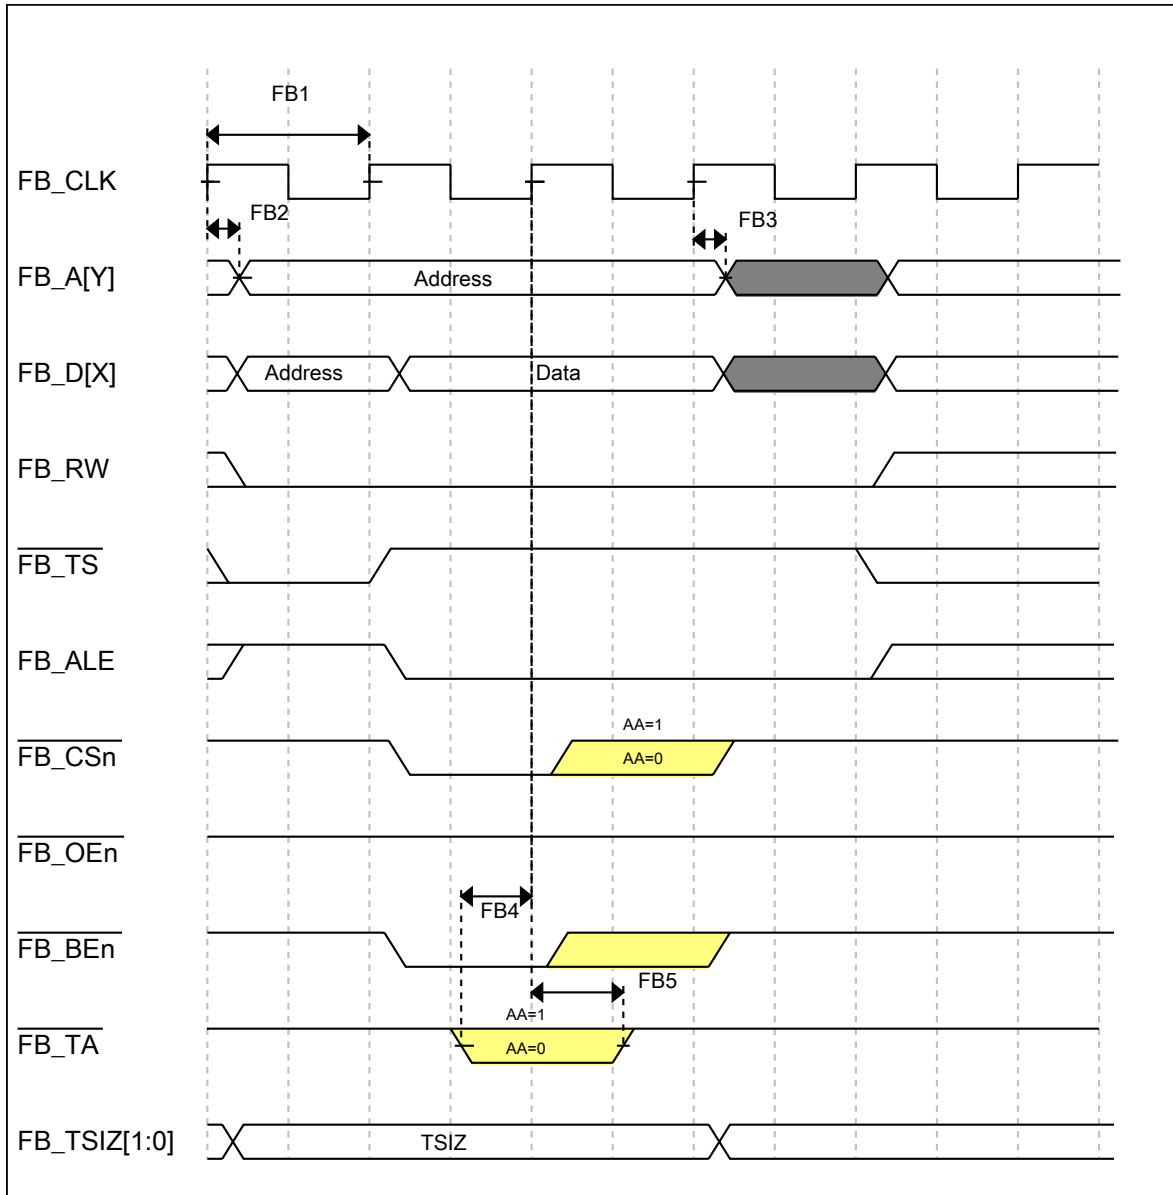 FB1
FB_CLK
FB2
FB3
FB_A[Y]
Address
FB_D[X]
Address
Data
FB_RW
FB_TS
FB_ALE
AA=1
FB_CSn
AA=0
FB_OEn
FB4
FB_BEn
FB5
AA=1
FB_TA
AA=0
FB_TSIZ[1:0]
TSIZ